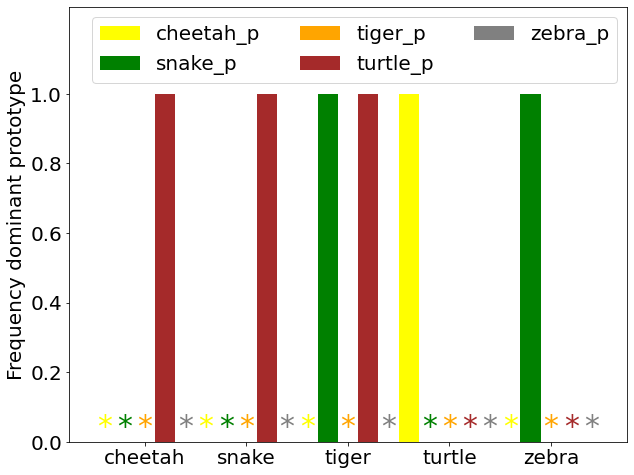 cheetah_p tiger_p zebra_p
snake_p turtle_p
Frequency dominant prototype
1.0
0.8
0.6
0.4
0.2
0.0
* * * * * * * * * * * * * * * * * * *
cheetah snake tiger turtle zebra